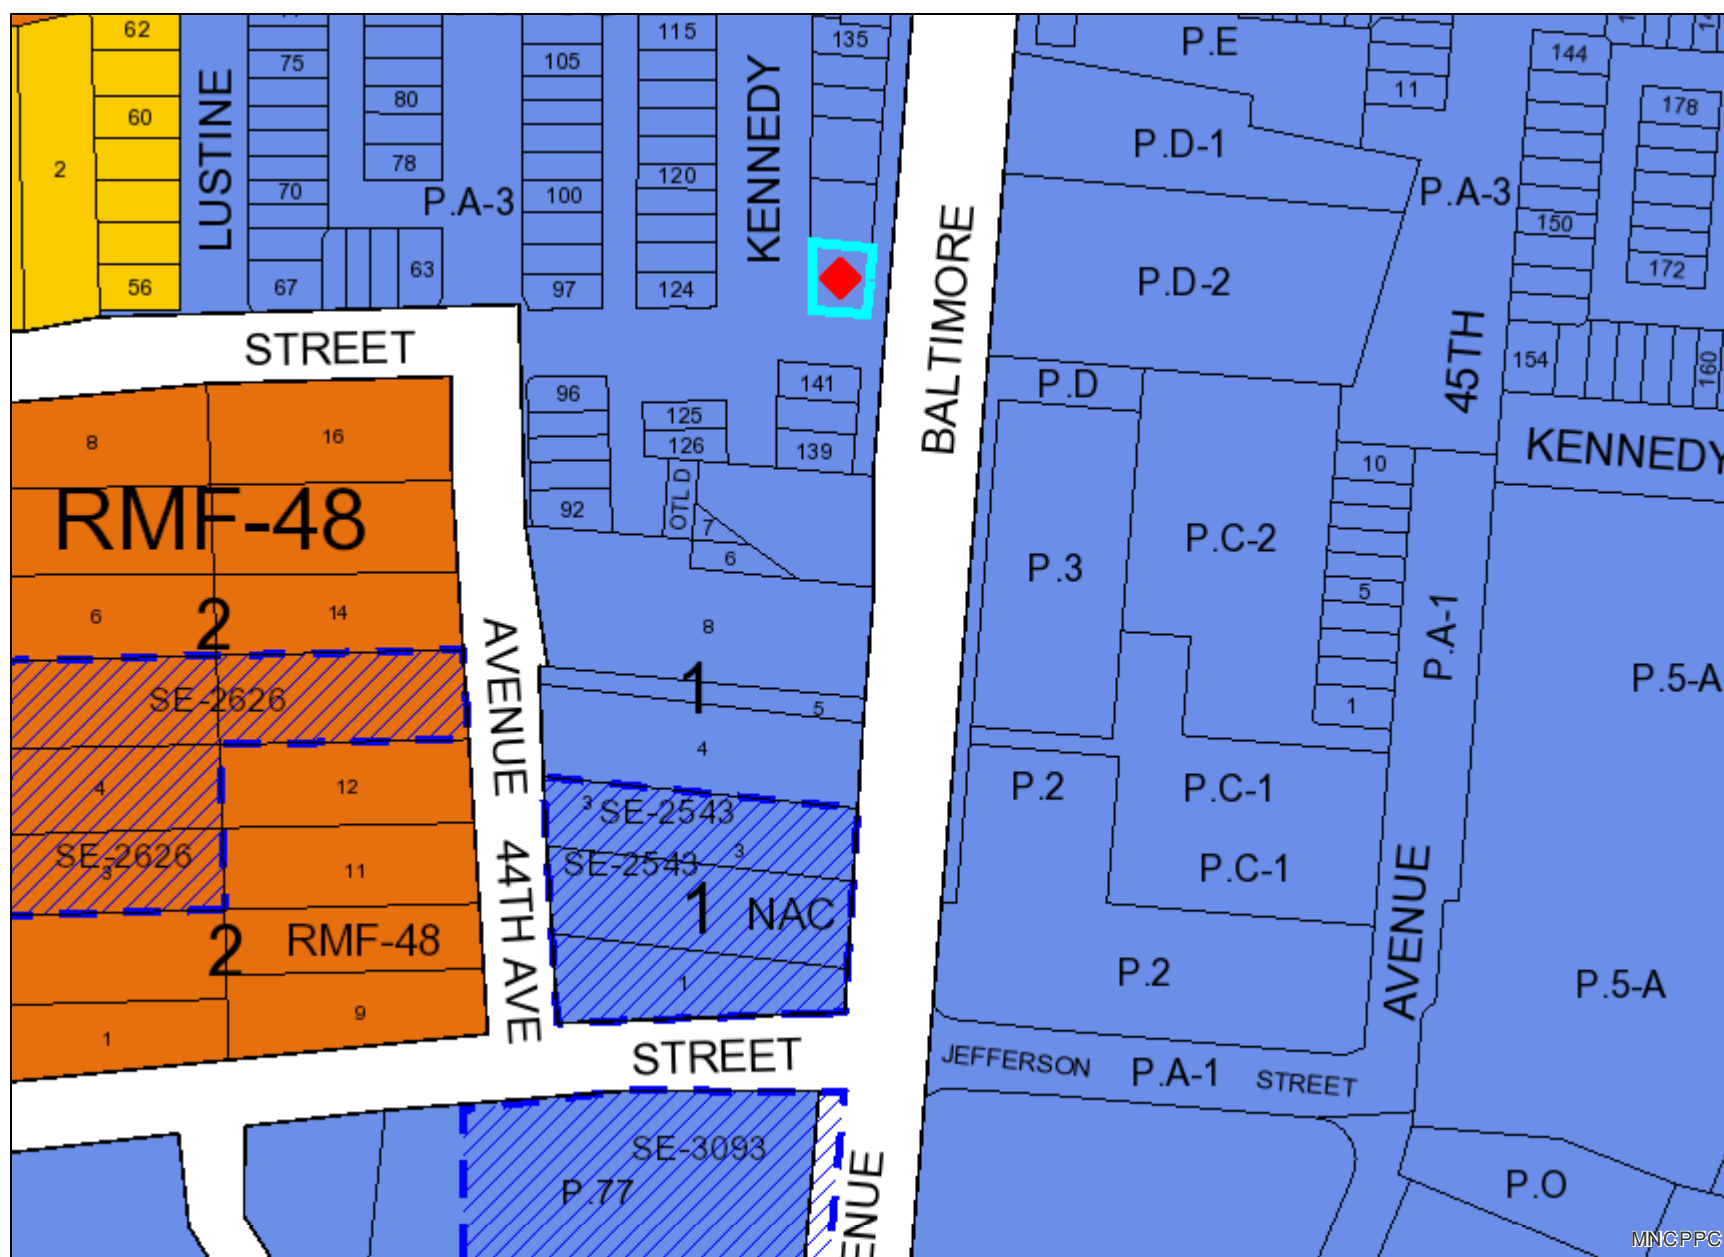 62
115
135
P.E
144
75
105
11
178
80
60
P.D-1
2
78
120
70
P.A-3
100
P.A-3
150
LUSTINE
KENNEDY
63
172
56
67
97
124
P.D-2
STREET
BALTIMORE
45TH
154
160
96
141
P.D
125
8
16
126
139
10
KENNEDY
RMF-48
92
OTL D
7
6
P.3
P.C-2
5
6
2
14
8
P.A-1
AVENUE
SE-2626
1
5
1
P.5-A
4
4
12
3
SE-2543
P.2
P.C-1
SE-2626
3
11
SE-2543
3
P.C-1
44TH AVE
1
NAC
AVENUE
2
RMF-48
P.2
P.5-A
1
9
1
STREET
JEFFERSON
P.A-1
STREET
SE-3093
P.77
ENUE
P.O
MNCPPC